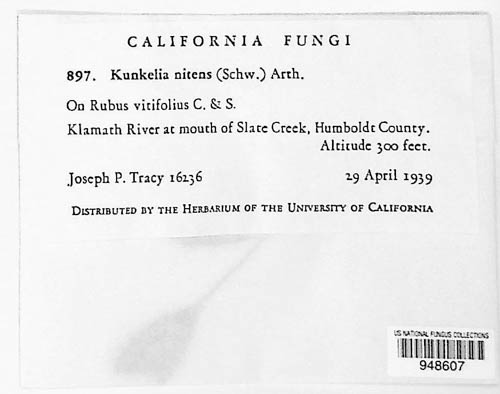 CALIFORNIA FUNGI
897. Kunkelia nitens (Schw.) Arth.
On Rubus vitifolius C. & S.
Klamath River at mouth of Slate Creek, Humboldt County.
Altitude 300 feet.
Joseph P. Tracy 16236 29 April 1939
DISTRIBUTED BY THE HERBARIUM OF THE UNIVERSITY OF CALIFORNIA
US NATIONAL FUNGUS COLLECTIONS
948607